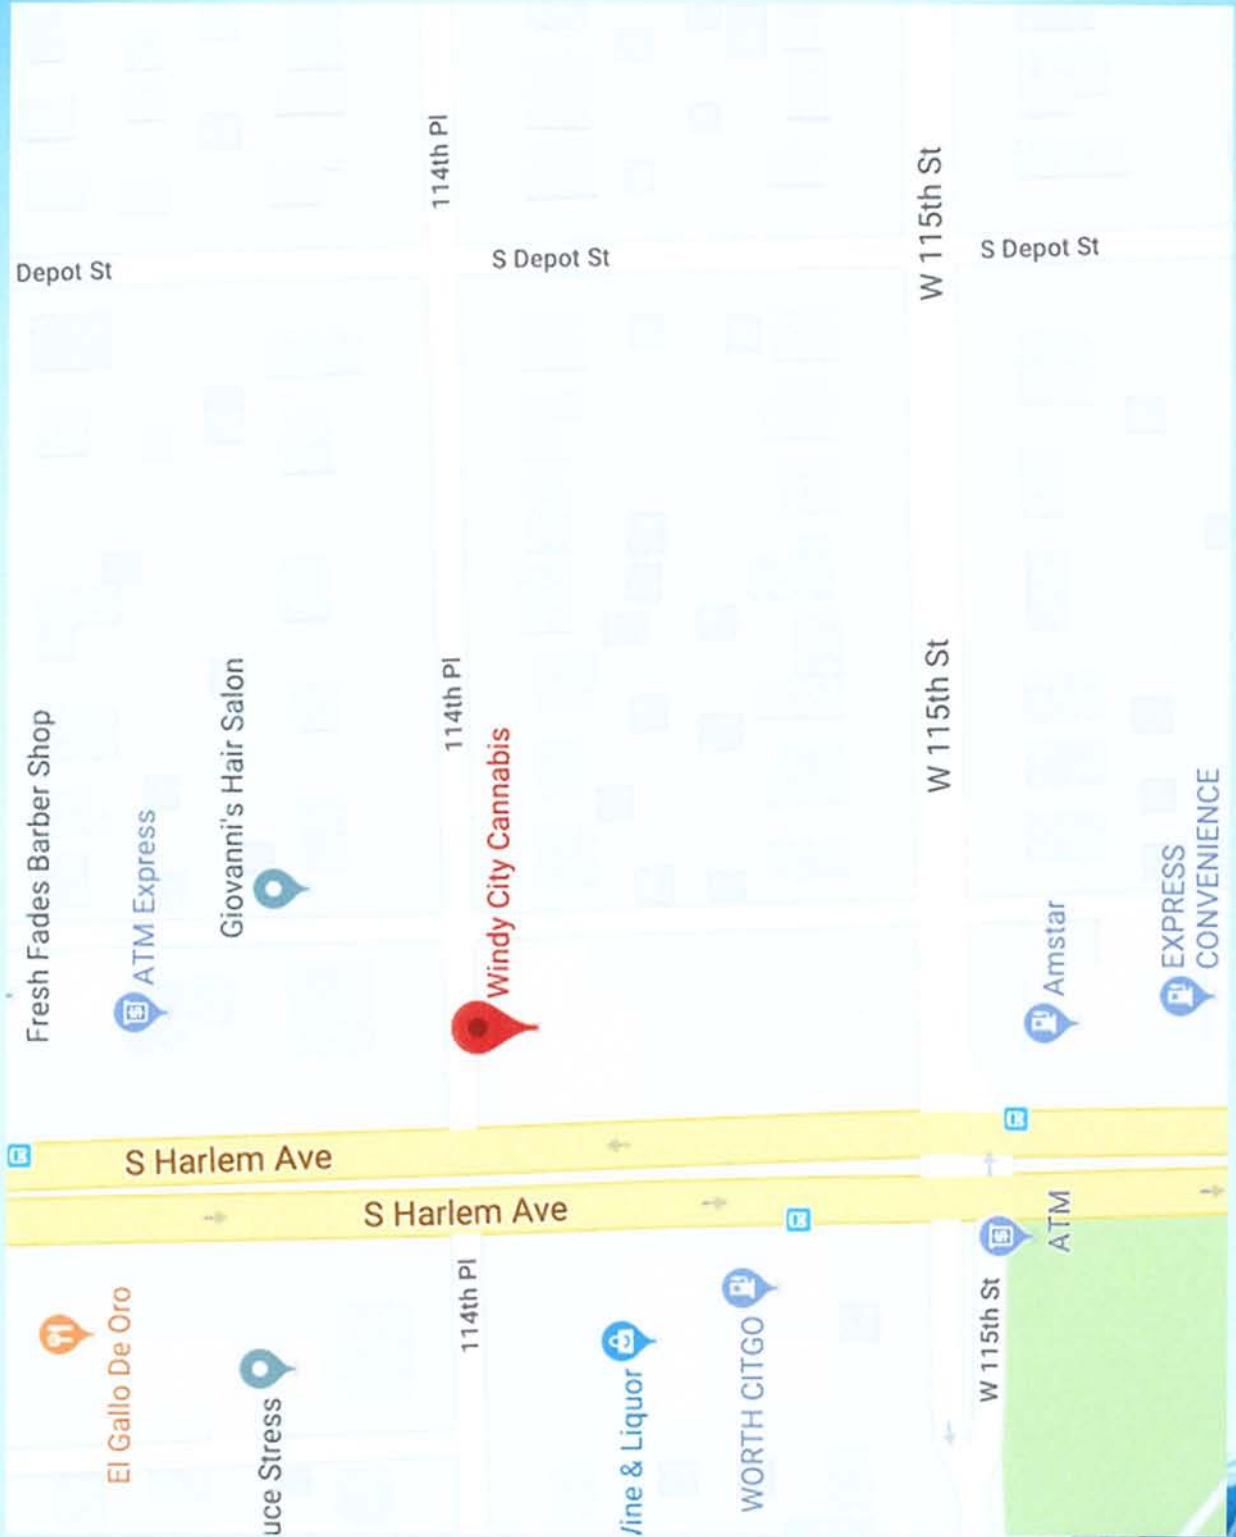 Fresh Fades Barber Shop
Depot St
El Gallo De Oro
ATM Express
S Harlem Ave
Giovanni's Hair Salon
uce Stress
S Harlem Ave
114th Pl
114th Pl
114th Pl
Windy City Cannabis
S Depot St
ine & Liquor
WORTH CITGO
W 115th St
W 115th St
W 115th St
S Depot St
ATM
Amstar
EXPRESS
CONVENIENCE